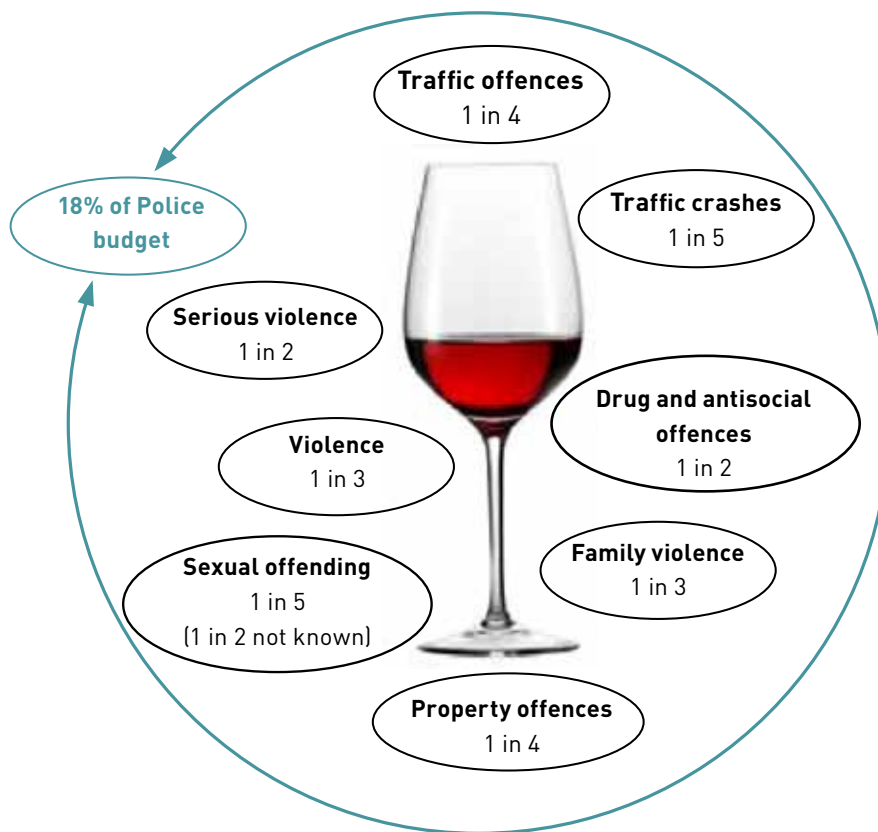 Traffic offences
1 in 4
18% of Police
budget
Traffic crashes
1 in 5
Serious violence
1 in 2
Drug and antisocial
offences
1 in 2
Violence
1 in 3
Family violence
1 in 3
Sexual offending
1 in 5
(1 in 2 not known)
Property offences
1 in 4